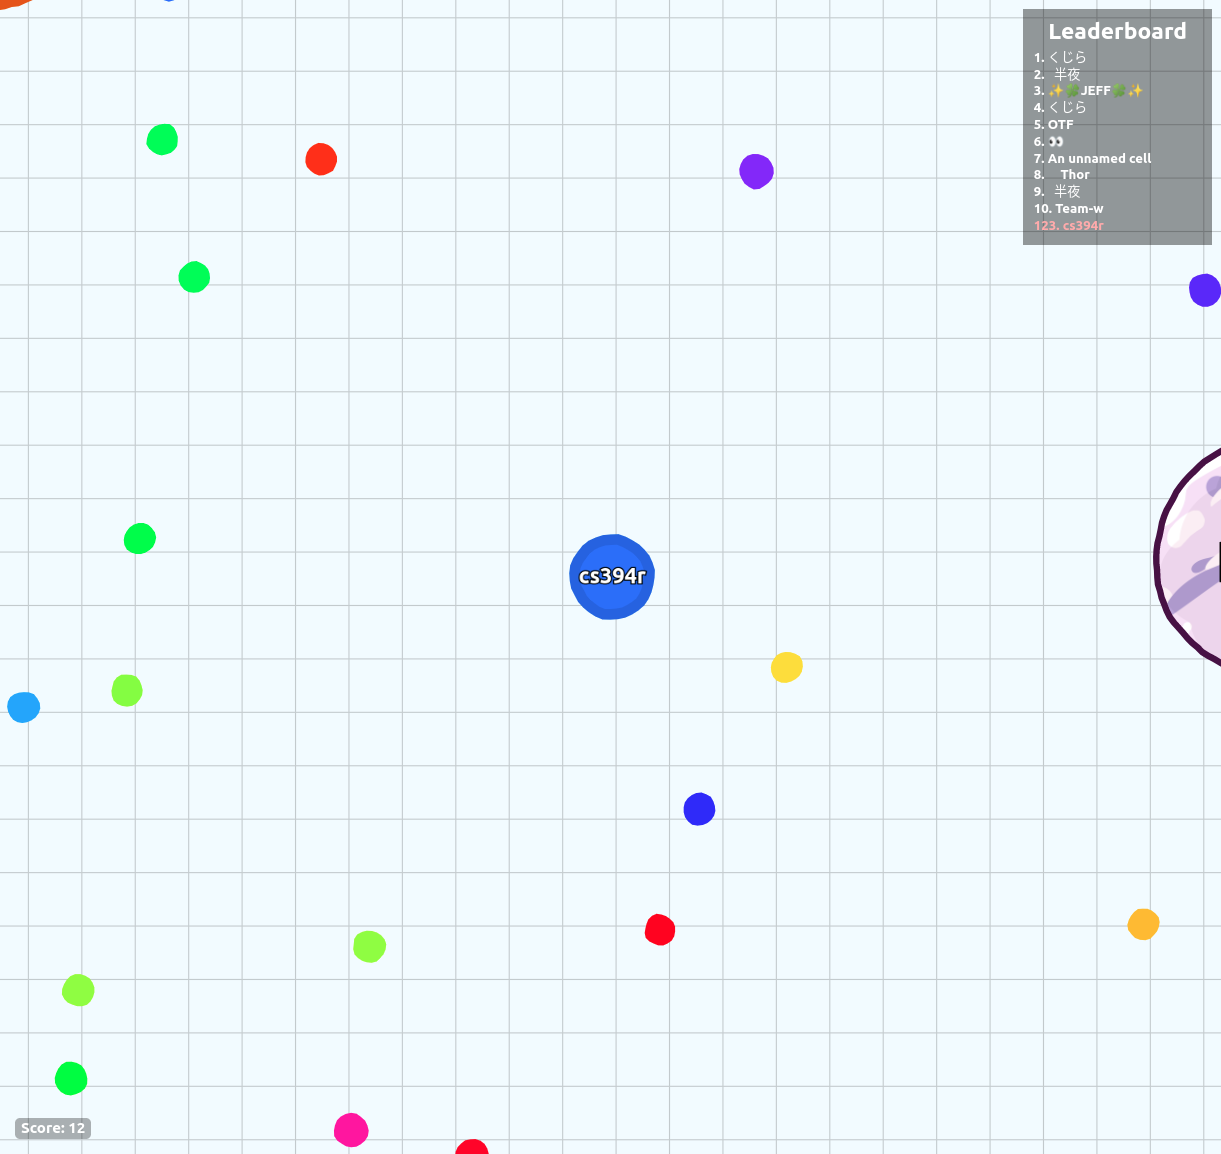 Leaderboard
1. くじら
2. 半夜
3. ✨🍀JEFF🍀✨
4. くじら
5. OTF
6. 👀
7. An unnamed cell
8. Thor
9. 半夜
10. Team-w
123. cs394r
cs394r
Score: 12